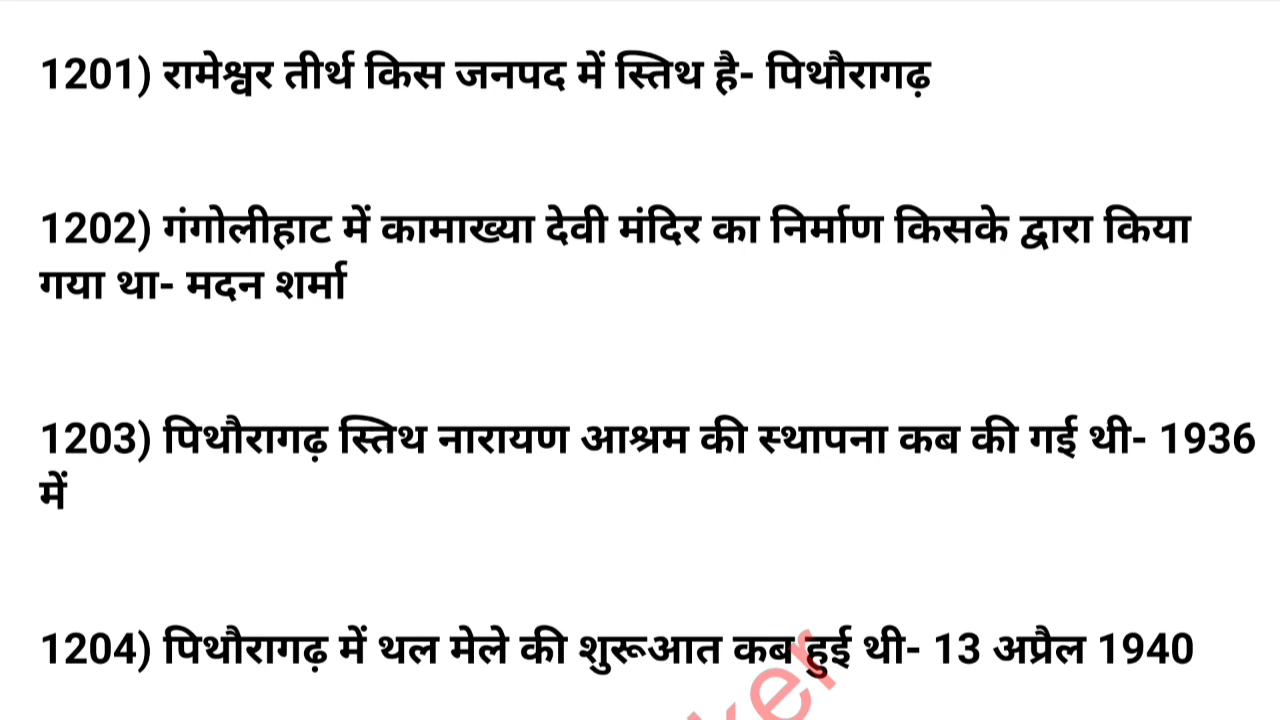 1201) रामेश्वर तीर्थ किस जनपद में स्तिथ है- पिथौरागढ़
1202) गंगोलीहाट में कामाख्या देवी मंदिर का निर्माण किसके द्वारा किया
गया था- मदन शर्मा
1203) पिथौरागढ़ स्तिथ नारायण आश्रम की स्थापना कब की गई थी- 1936
में
1204) पिथौरागढ़ में थल मेले की शुरूआत कब हुई थी- 13 अप्रैल 1940